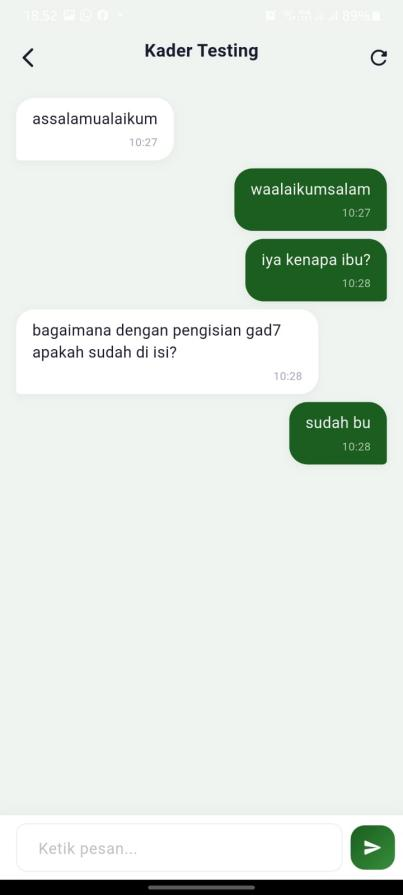 18.52
89%
Kader Testing
assalamualaikum
10:27
waalaikumsalam
10:27
iya kenapa ibu?
10:28
bagaimana dengan pengisian gad7
apakah sudah di isi?
10:28
sudah bu
10:28
Ketik pesan...